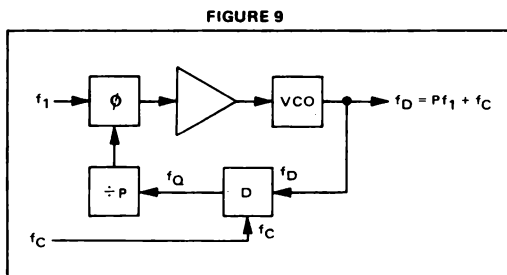 FIGURE 9
f1
ϕ
VCO
fD = Pf1 + fC
÷P
fQ
D
fD
fC
fC